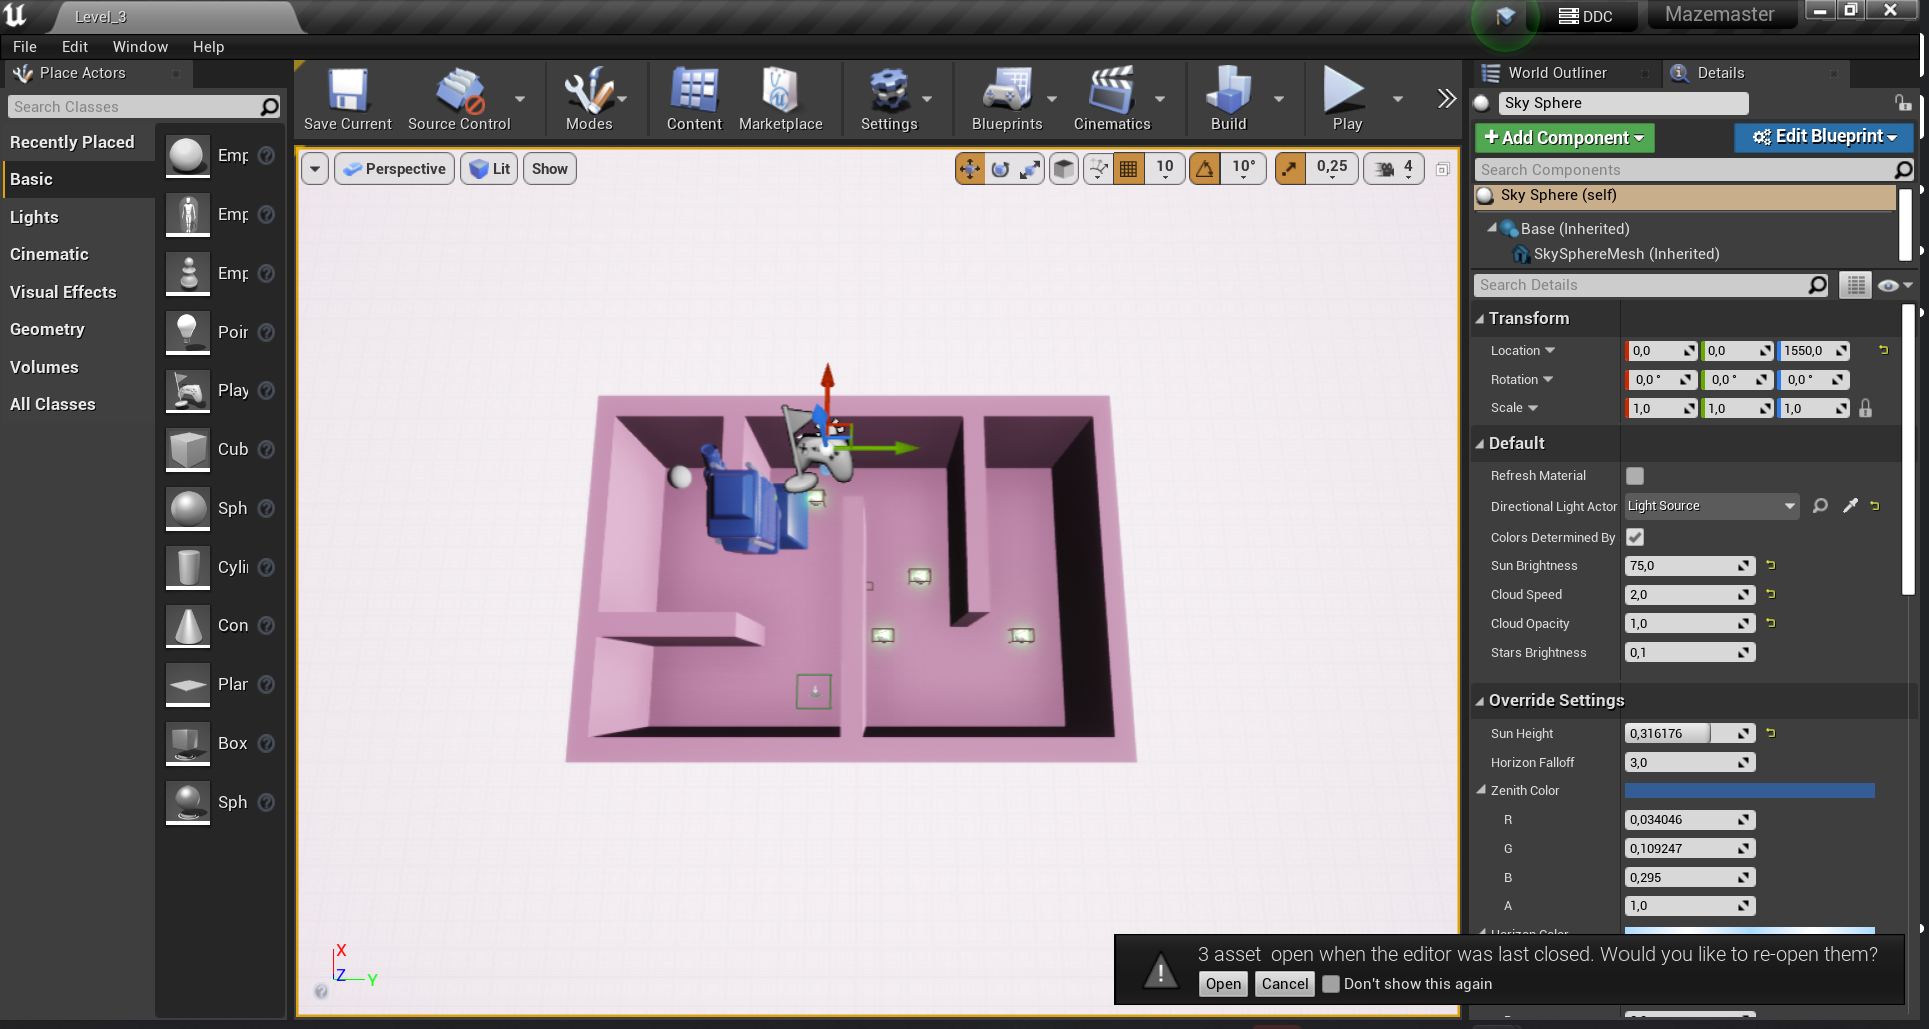 Level_3
DDC
Mazemaster
File Edit Window Help
Place Actors
Search Classes
Recently Placed
Basic
Lights
Cinematic
Visual Effects
Geometry
Volumes
All Classes
Emp
Emp
Emp
Poin
Play
Cub
Sph
Cyli
Con
Plan
Box
Sph
Save Current
Source Control
Modes
Content
Marketplace
Settings
Blueprints
Cinematics
Build
Play
Perspective
Lit
Show
10
10°
0,25
4
X
Z
Y
World Outliner
Details
Sky Sphere
Add Component
Edit Blueprint
Search Components
Sky Sphere (self)
Base (Inherited)
SkySphereMesh (Inherited)
Search Details
Transform
Location 0,0 0,0 1550,0
Rotation 0,0 ° 0,0 ° 0,0 °
Scale 1,0 1,0 1,0
Default
Refresh Material
Directional Light Actor Light Source
Colors Determined By
Sun Brightness 75,0
Cloud Speed 2,0
Cloud Opacity 1,0
Stars Brightness 0,1
Override Settings
Sun Height 0,316176
Horizon Falloff 3,0
Zenith Color
R 0,034046
G 0,109247
B 0,295
A 1,0
Horizon Color
3 asset open when the editor was last closed. Would you like to re-open them?
Open Cancel Don't show this again